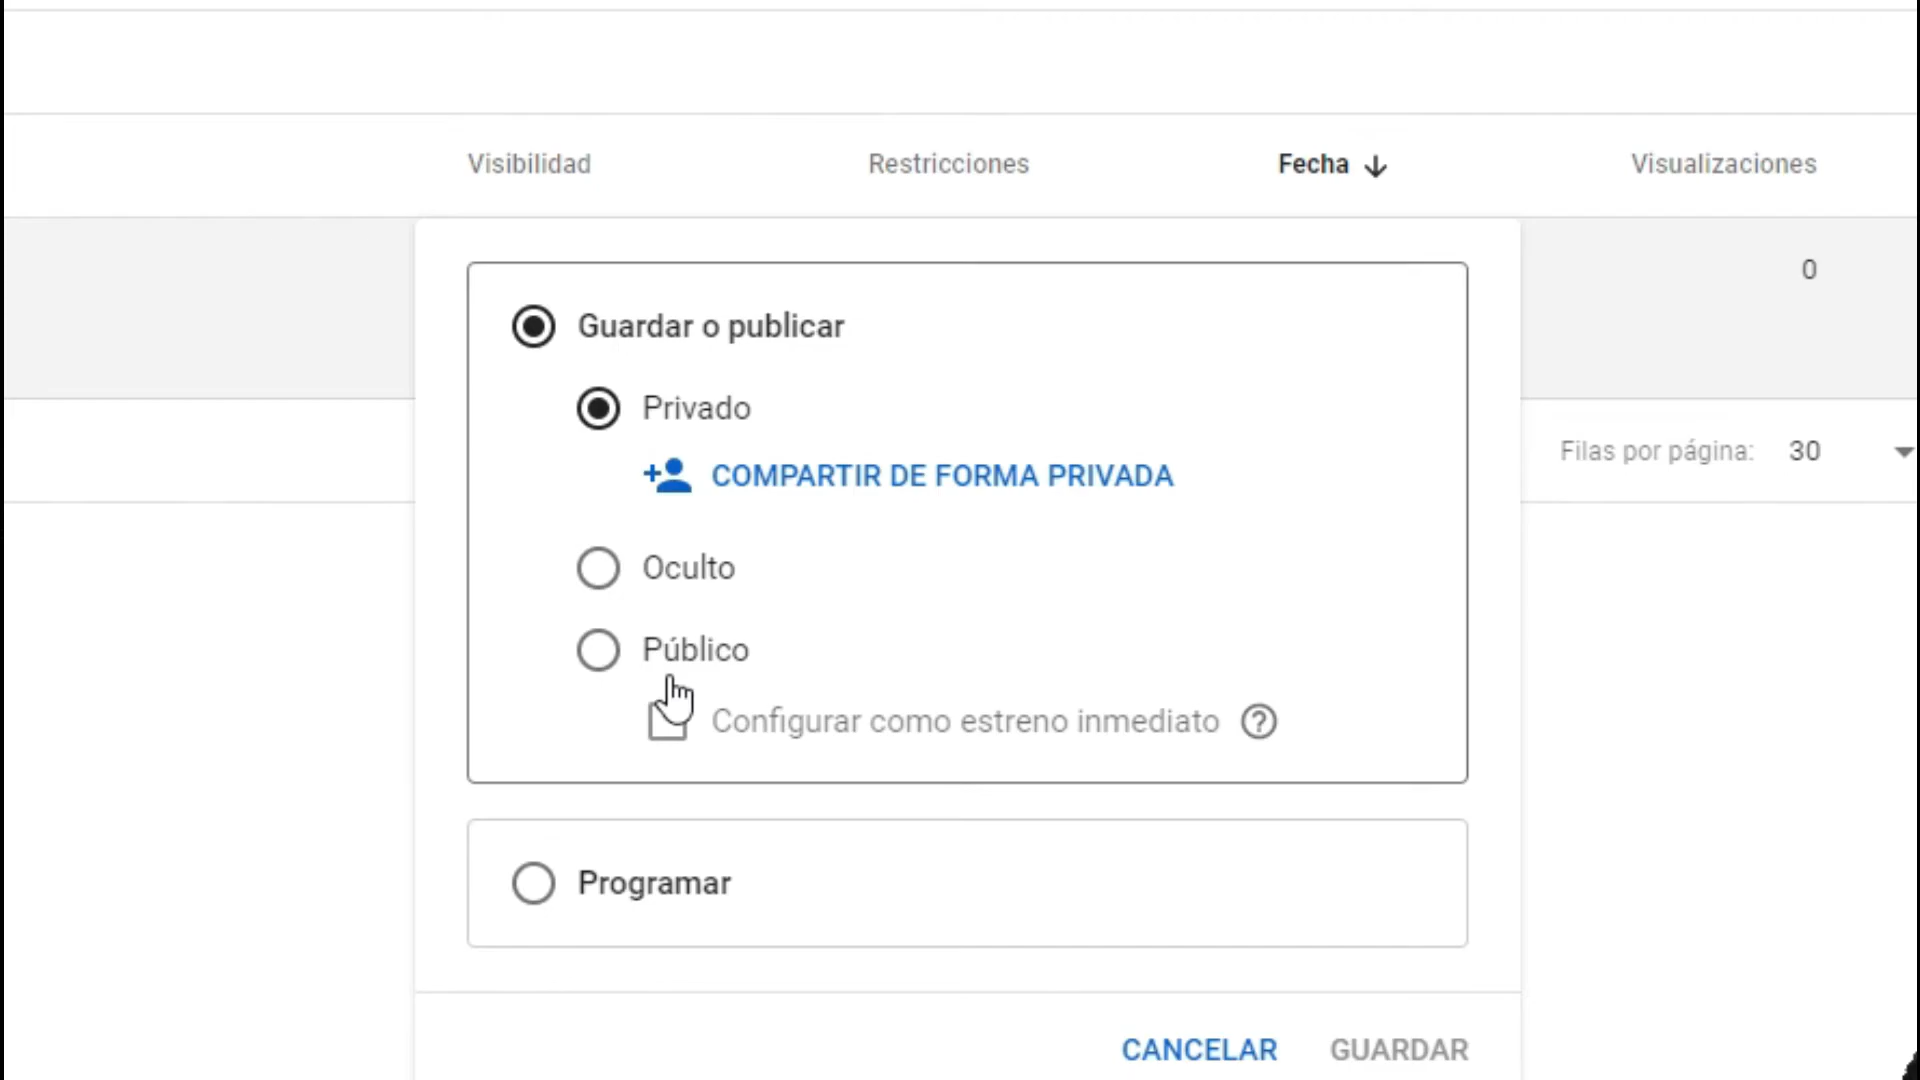 Visibilidad Restricciones Fecha Visualizaciones
0
Guardar o publicar
Privado
COMPARTIR DE FORMA PRIVADA
Filas por página: 30
Oculto
Público
Configurar como estreno inmediato
Programar
CANCELAR GUARDAR